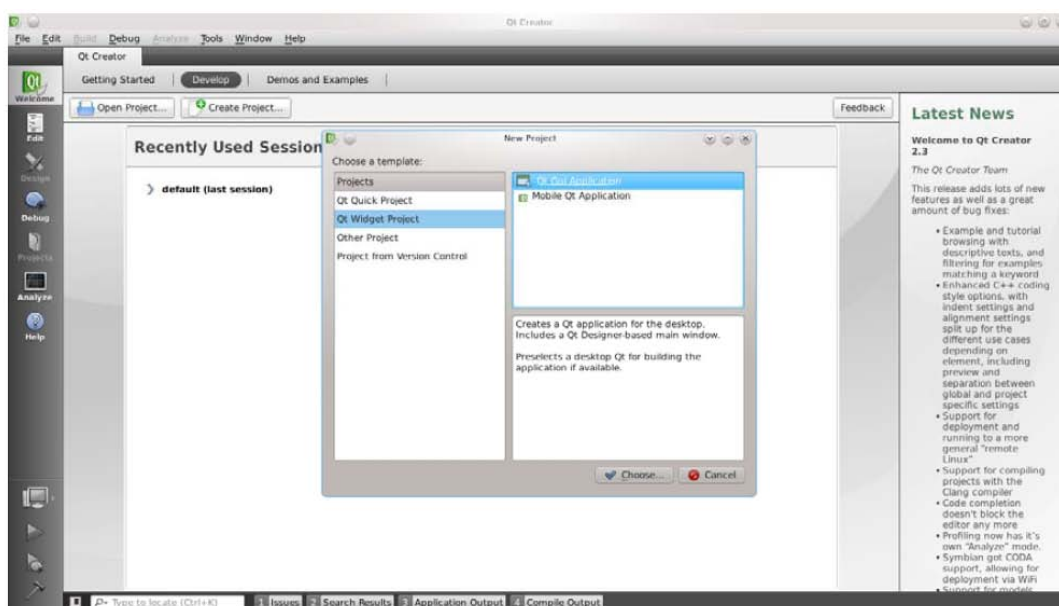 Qt Creator
File Edit Build Debug Analyze Tools Window Help
Qt Creator
Getting Started Develop Demos and Examples
Open Project... Create Project... Feedback
Welcome
Edit
Design
Debug
Projects
Analyze
Help
Recently Used Session
default (last session)
New Project
Choose a template:
Projects
Qt Quick Project
Qt Widget Project
Other Project
Project from Version Control
Qt Gui Application
Mobile Qt Application
Creates a Qt application for the desktop.
Includes a Qt Designer-based main window.
Preselects a desktop Qt for building the
application if available.
Choose... Cancel
Latest News
Welcome to Qt Creator
2.3
The Qt Creator Team
This release adds lots of new
features as well as a great
amount of bug fixes:
• Example and tutorial
browsing with
descriptive texts, and
filtering for examples
matching a keyword
• Enhanced C++ coding
style options, with
indent settings and
alignment settings
split up for the
different use cases
depending on
element, including
preview and
separation between
global and project
specific settings
• Support for
deployment and
running to a more
general "remote
Linux"
• Support for compiling
projects with the
Clang compiler
• Code completion
doesn't block the
editor any more
• Profiling now has it's
own "Analyze" mode.
• Symbian got CODA
support, allowing for
deployment via WiFi
• Support for models
Type to locate (Ctrl+K) 1 Issues 2 Search Results 3 Application Output 4 Compile Output